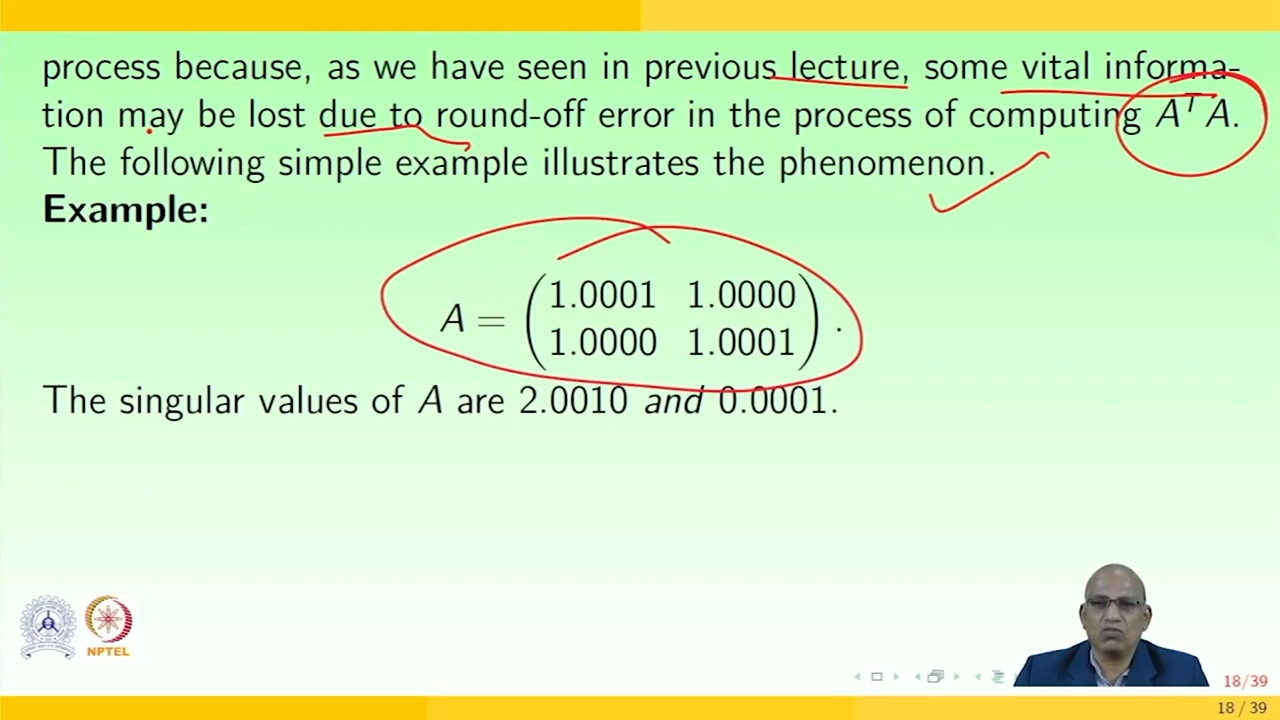 process because, as we have seen in previous lecture, some vital informa-
tion may be lost due to round-off error in the process of computing AᵀA.
The following simple example illustrates the phenomenon.
Example:
A = (1.0001 1.0000
1.0000 1.0001).
The singular values of A are 2.0010 and 0.0001.
NPTEL
18/39
18 / 39